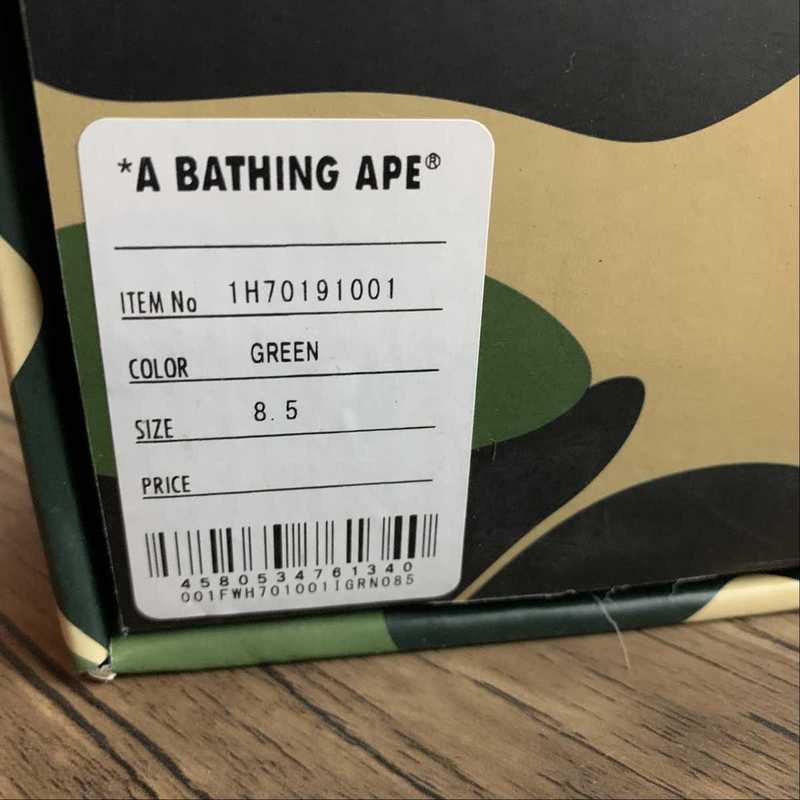 *A BATHING APE®
ITEM No 1H70191001
COLOR GREEN
SIZE 8.5
PRICE
4580534761340
001FWH701001IGRN085